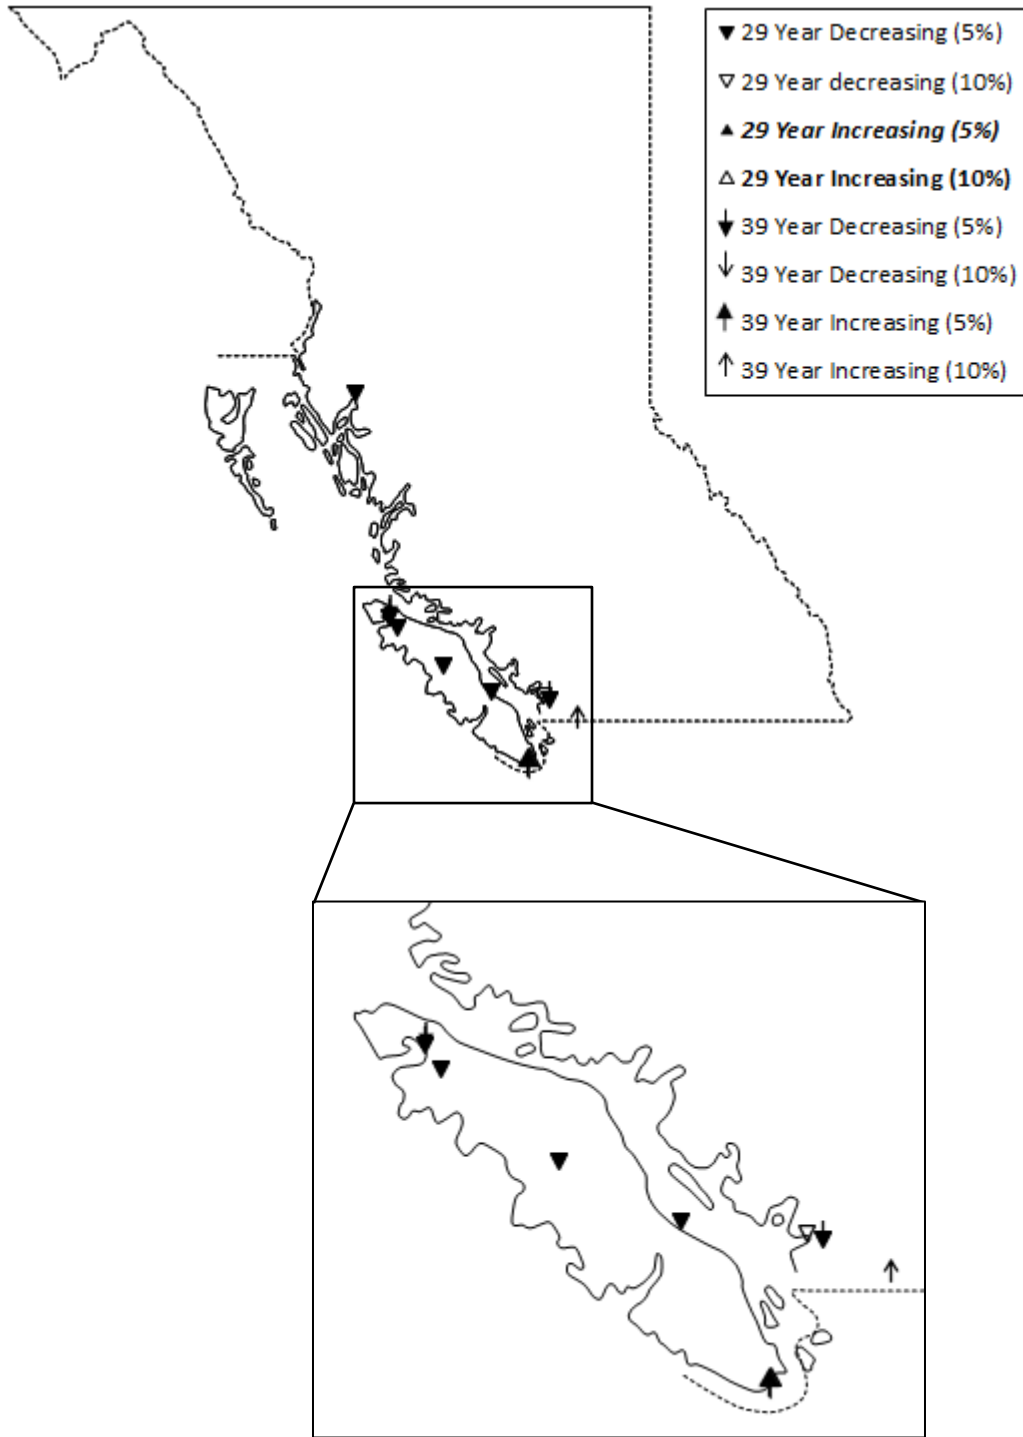 29 Year Decreasing (5%)
29 Year decreasing (10%)
29 Year Increasing (5%)
29 Year Increasing (10%)
39 Year Decreasing (5%)
39 Year Decreasing (10%)
39 Year Increasing (5%)
39 Year Increasing (10%)